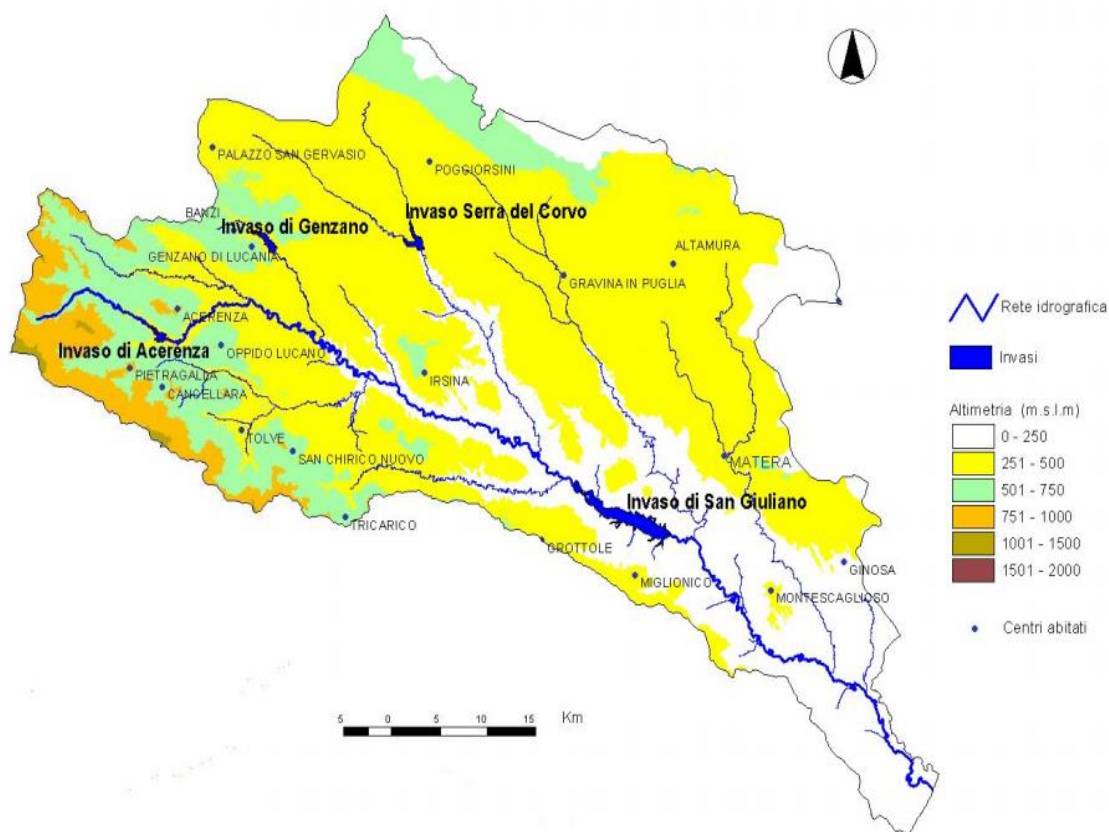 PALAZZO SAN GERVASIO
POGGIORSINI
BANZI
Invaso di Genzano
Invaso Serra del Corvo
GENZANO DI LUCANIA
ALTAMURA
GRAVINA IN PUGLIA
ACERENZA
Invaso di Acerenza
OPPIDO LUCANO
PIETRAGALLA
CANCELLARA
IRSINA
TOLVE
SAN CHIRICO NUOVO
MATERA
Invaso di San Giuliano
TRICARICO
GROTTOLE
MIGLIONICO
GINOSA
MONTESCAGLIOSO
5 0 5 10 15 Km
Rete idrografica
Invasi
Altimetria (m.s.l.m)
0 - 250
251 - 500
501 - 750
751 - 1000
1001 - 1500
1501 - 2000
Centri abitati